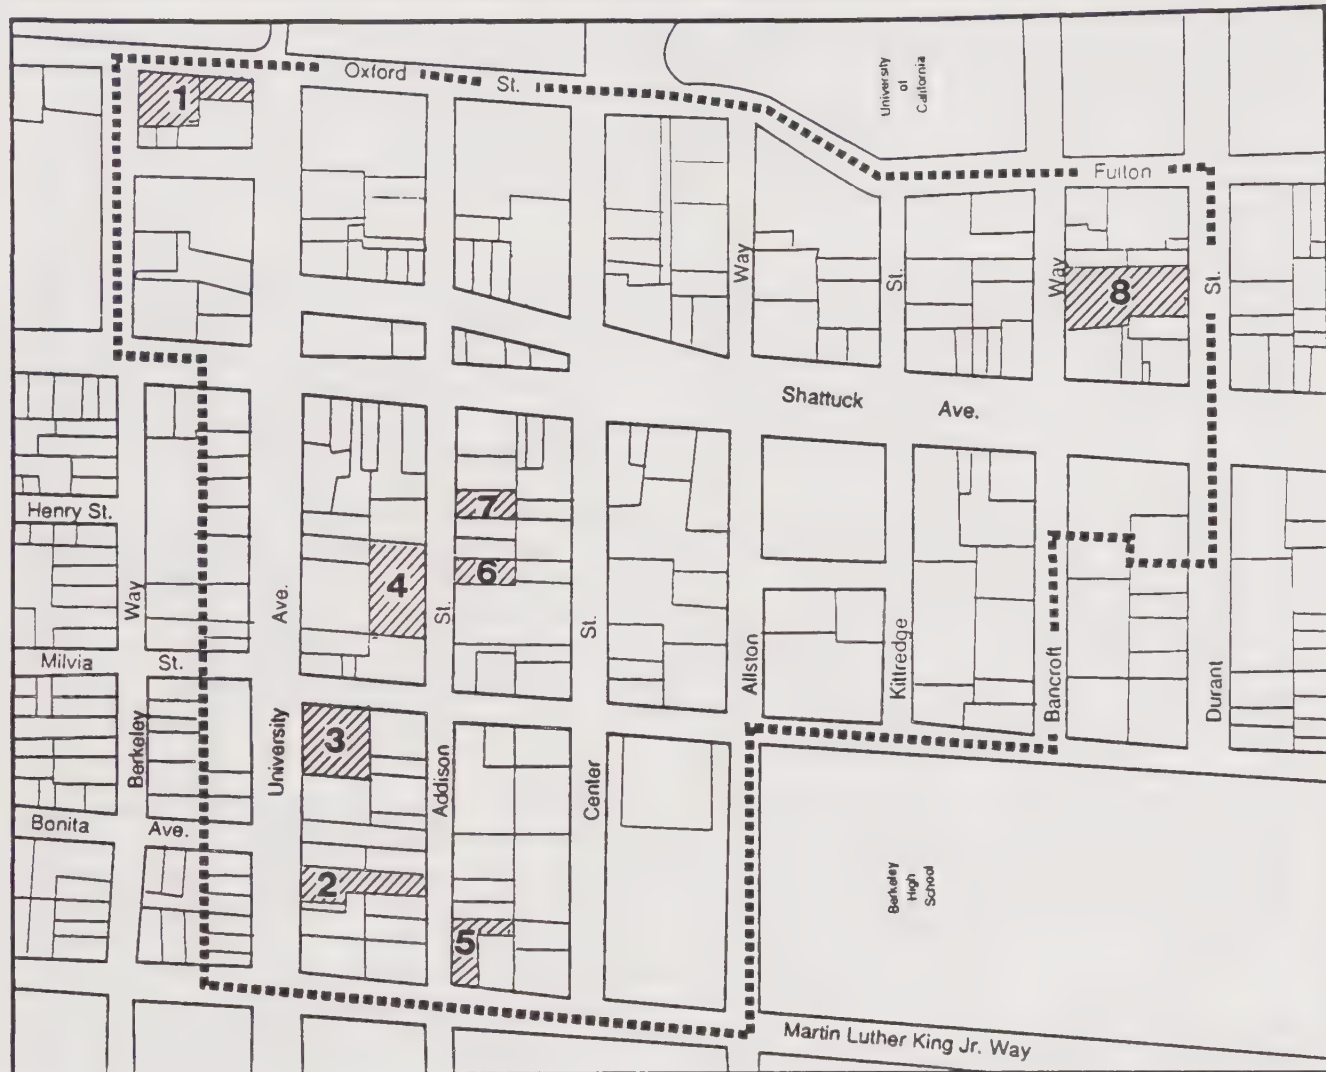 Oxford
St.
University
of
California
1
Fulton
Way
St.
Way
8
St.
Shattuck
Ave.
7
Henry St.
6
4
Way
Ave.
St.
St.
Milvia
St.
Allston
Kittredge
Bancroft
Durant
Berkeley
University
3
Addison
Center
Bonita
Ave.
2
Berkeley
High
School
5
Martin Luther King Jr. Way